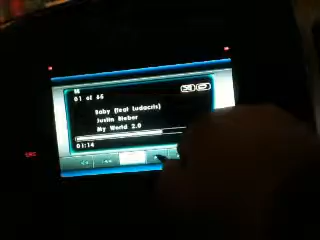 01 of 65
Baby (feat Ludacris)
Justin Bieber
My World 2.0
01:14